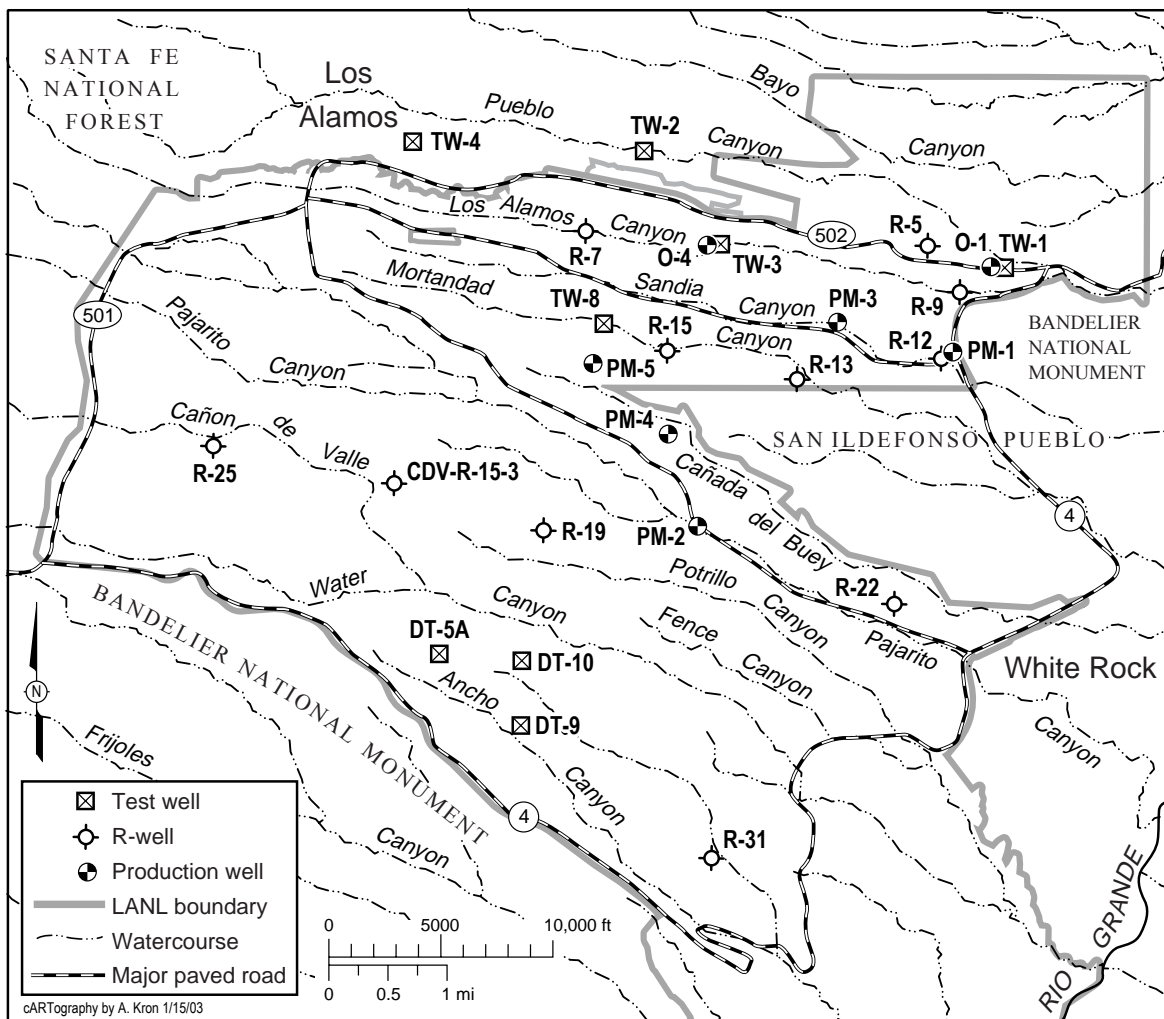 SANTA FE
NATIONAL
FOREST
Los
Alamos
Pueblo
Canyon
Bayo
Canyon
TW-4
TW-2
Los Alamos
Canyon
R-7
O-4
TW-3
502
R-5
O-1
TW-1
R-9
Mortandad
Sandia
Canyon
PM-3
TW-8
R-15
Canyon
R-12
PM-1
BANDELIER
NATIONAL
MONUMENT
501
Pajarito
Canyon
PM-5
R-13
PM-4
SAN ILDEFONSO PUEBLO
Cañon de Valle
R-25
CDV-R-15-3
Cañada del Buey
R-19
PM-2
4
Water
Canyon
Potrillo
Canyon
R-22
Fence
Canyon
Pajarito
White Rock
Canyon
BANDELIER NATIONAL MONUMENT
DT-5A
DT-10
Ancho
DT-9
Canyon
Frijoles
Canyon
4
R-31
RIO GRANDE
N
Test well
R-well
Production well
LANL boundary
Watercourse
Major paved road
0 5000 10,000 ft
0 0.5 1 mi
cARTography by A. Kron 1/15/03